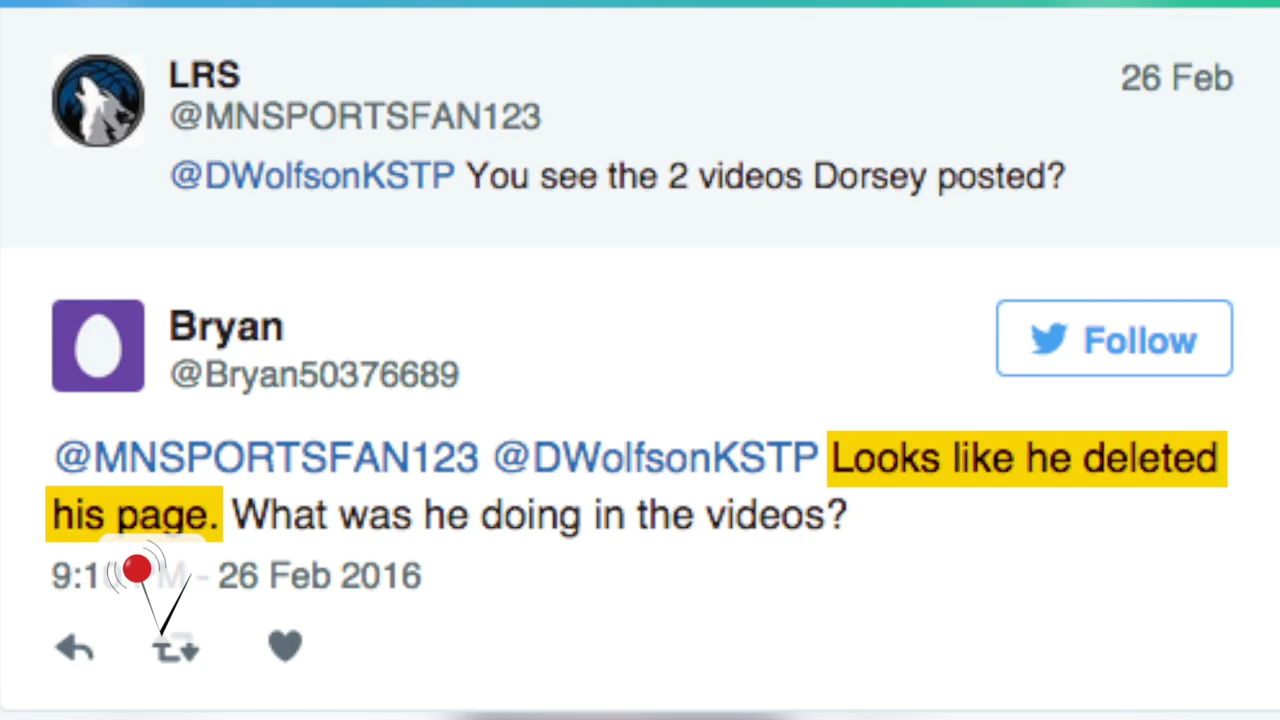 LRS
26 Feb
@MNSPORTSFAN123
@DWolfsonKSTP You see the 2 videos Dorsey posted?
Bryan
Follow
@Bryan50376689
@MNSPORTSFAN123 @DWolfsonKSTP Looks like he deleted
his page. What was he doing in the videos?
- 26 Feb 2016